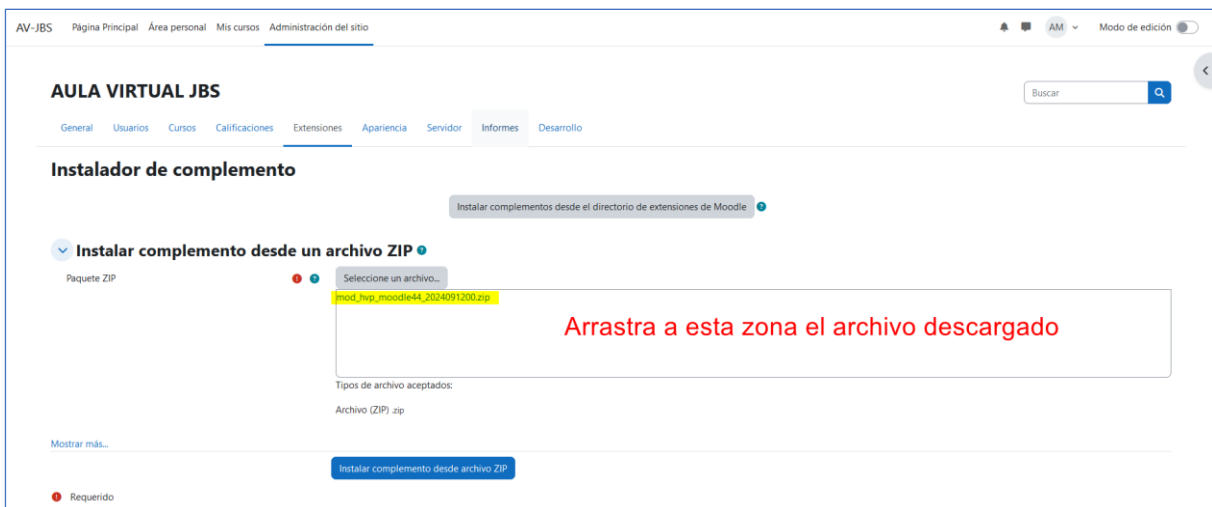 AV-JBS Página Principal Área personal Mis cursos Administración del sitio AM Modo de edición
AULA VIRTUAL JBS
Buscar
General Usuarios Cursos Calificaciones Extensiones Apariencia Servidor Informes Desarrollo
Instalador de complemento
Instalar complementos desde el directorio de extensiones de Moodle ?
Instalar complemento desde un archivo ZIP ?
Paquete ZIP ! ? Seleccione un archivo...
mod_hvp_moodle44_2024091200.zip
Arrastra a esta zona el archivo descargado
Tipos de archivo aceptados:
Archivo (ZIP) .zip
Mostrar más...
Instalar complemento desde archivo ZIP
! Requerido